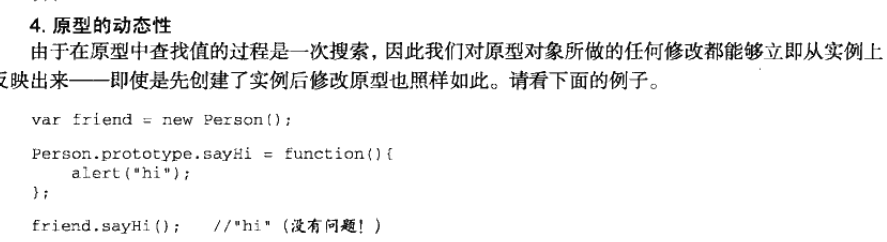 4. 原型的动态性
由于在原型中查找值的过程是一次搜索，因此我们对原型对象所做的任何修改都能够立即从实例上
反映出来——即使是先创建了实例后修改原型也照样如此。请看下面的例子。
var friend = new Person();
Person.prototype.sayHi = function(){
    alert("hi");
};
friend.sayHi();   //"hi"（没有问题！）